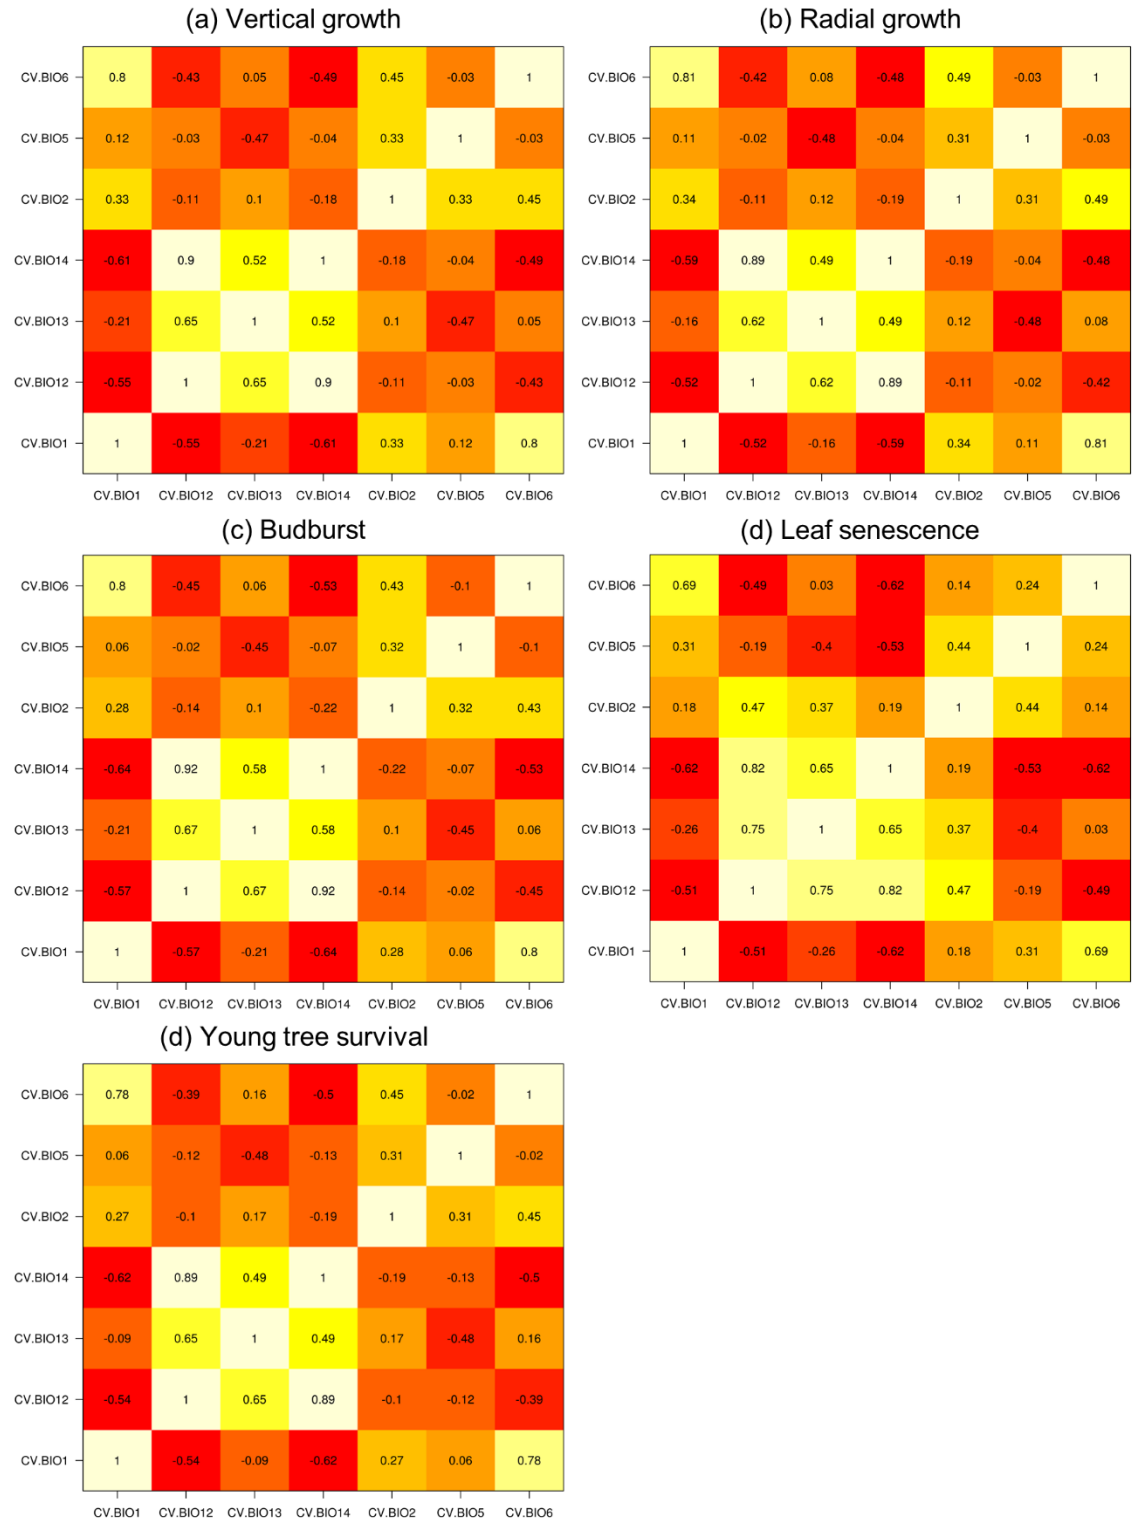 (a) Vertical growth
CV.BIO6 0.8 -0.43 0.05 -0.49 0.45 -0.03 1
CV.BIO5 0.12 -0.03 -0.47 -0.04 0.33 1 -0.03
CV.BIO2 0.33 -0.11 0.1 -0.18 1 0.33 0.45
CV.BIO14 -0.61 0.9 0.52 1 -0.18 -0.04 -0.49
CV.BIO13 -0.21 0.65 1 0.52 0.1 -0.47 0.05
CV.BIO12 -0.55 1 0.65 0.9 -0.11 -0.03 -0.43
CV.BIO1 1 -0.55 -0.21 -0.61 0.33 0.12 0.8
CV.BIO1 CV.BIO12 CV.BIO13 CV.BIO14 CV.BIO2 CV.BIO5 CV.BIO6
(b) Radial growth
CV.BIO6 0.81 -0.42 0.08 -0.48 0.49 -0.03 1
CV.BIO5 0.11 -0.02 -0.48 -0.04 0.31 1 -0.03
CV.BIO2 0.34 -0.11 0.12 -0.19 1 0.31 0.49
CV.BIO14 -0.59 0.89 0.49 1 -0.19 -0.04 -0.48
CV.BIO13 -0.16 0.62 1 0.49 0.12 -0.48 0.08
CV.BIO12 -0.52 1 0.62 0.89 -0.11 -0.02 -0.42
CV.BIO1 1 -0.52 -0.16 -0.59 0.34 0.11 0.81
CV.BIO1 CV.BIO12 CV.BIO13 CV.BIO14 CV.BIO2 CV.BIO5 CV.BIO6
(c) Budburst
CV.BIO6 0.8 -0.45 0.06 -0.53 0.43 -0.1 1
CV.BIO5 0.06 -0.02 -0.45 -0.07 0.32 1 -0.1
CV.BIO2 0.28 -0.14 0.1 -0.22 1 0.32 0.43
CV.BIO14 -0.64 0.92 0.58 1 -0.22 -0.07 -0.53
CV.BIO13 -0.21 0.67 1 0.58 0.1 -0.45 0.06
CV.BIO12 -0.57 1 0.67 0.92 -0.14 -0.02 -0.45
CV.BIO1 1 -0.57 -0.21 -0.64 0.28 0.06 0.8
CV.BIO1 CV.BIO12 CV.BIO13 CV.BIO14 CV.BIO2 CV.BIO5 CV.BIO6
(d) Leaf senescence
CV.BIO6 0.69 -0.49 0.03 -0.62 0.14 0.24 1
CV.BIO5 0.31 -0.19 -0.4 -0.53 0.44 1 0.24
CV.BIO2 0.18 0.47 0.37 0.19 1 0.44 0.14
CV.BIO14 -0.62 0.82 0.65 1 0.19 -0.53 -0.62
CV.BIO13 -0.26 0.75 1 0.65 0.37 -0.4 0.03
CV.BIO12 -0.51 1 0.75 0.82 0.47 -0.19 -0.49
CV.BIO1 1 -0.51 -0.26 -0.62 0.18 0.31 0.69
CV.BIO1 CV.BIO12 CV.BIO13 CV.BIO14 CV.BIO2 CV.BIO5 CV.BIO6
(d) Young tree survival
CV.BIO6 0.78 -0.39 0.16 -0.5 0.45 -0.02 1
CV.BIO5 0.06 -0.12 -0.48 -0.13 0.31 1 -0.02
CV.BIO2 0.27 -0.1 0.17 -0.19 1 0.31 0.45
CV.BIO14 -0.62 0.89 0.49 1 -0.19 -0.13 -0.5
CV.BIO13 -0.09 0.65 1 0.49 0.17 -0.48 0.16
CV.BIO12 -0.54 1 0.65 0.89 -0.1 -0.12 -0.39
CV.BIO1 1 -0.54 -0.09 -0.62 0.27 0.06 0.78
CV.BIO1 CV.BIO12 CV.BIO13 CV.BIO14 CV.BIO2 CV.BIO5 CV.BIO6